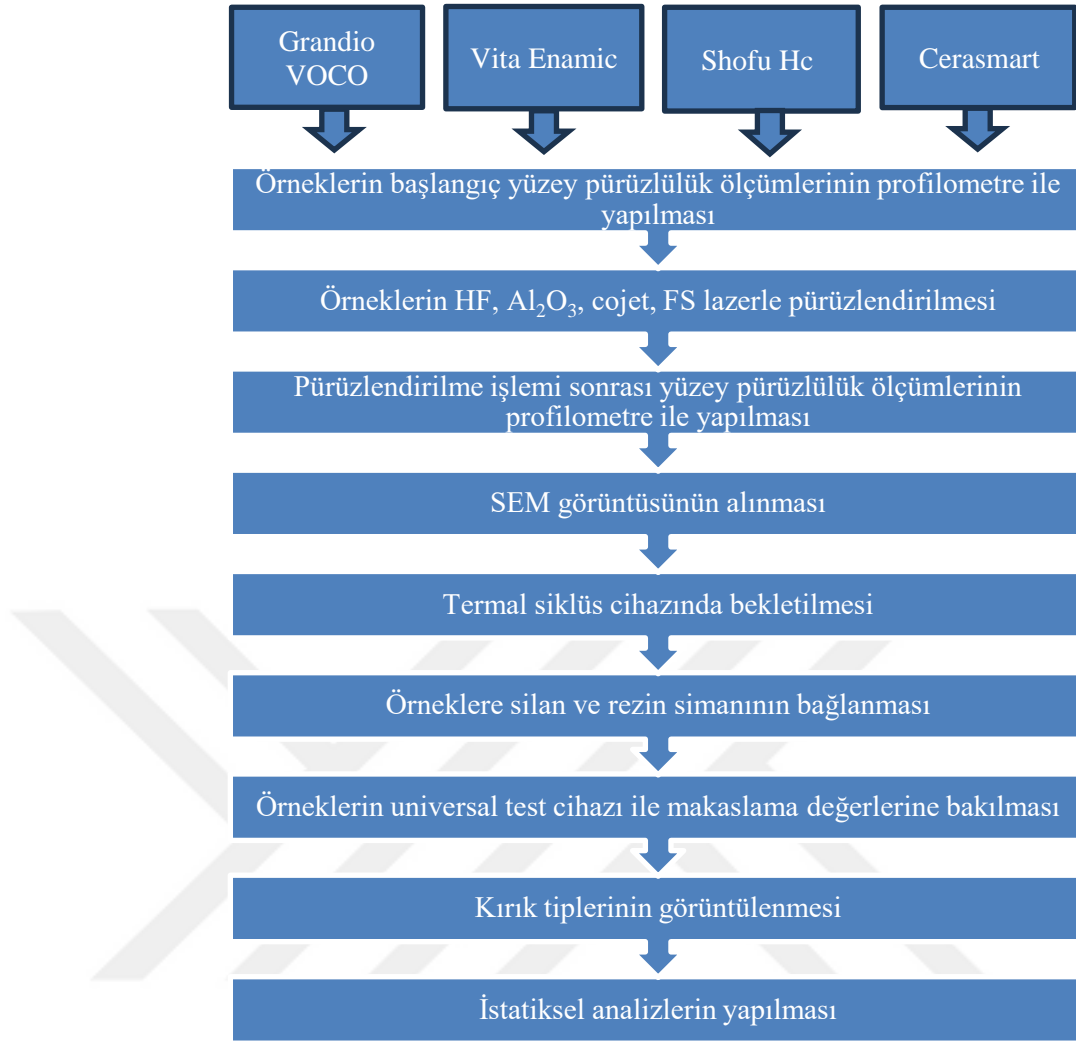 Grandio
VOCO
Vita Enamic
Shofu Hc
Cerasmart
Örneklerin başlangıç yüzey pürüzlülük ölçümlerinin profilometre ile
yapılması
Örneklerin HF, Al₂O₃, cojet, FS lazerle pürüzlendirilmesi
Pürüzlendirilme işlemi sonrası yüzey pürüzlülük ölçümlerinin
profilometre ile yapılması
SEM görüntüsünün alınması
Termal siklüs cihazında bekletilmesi
Örneklere silan ve rezin simanının bağlanması
Örneklerin universal test cihazı ile makaslama değerlerine bakılması
Kırık tiplerinin görüntülenmesi
İstatiksel analizlerin yapılması